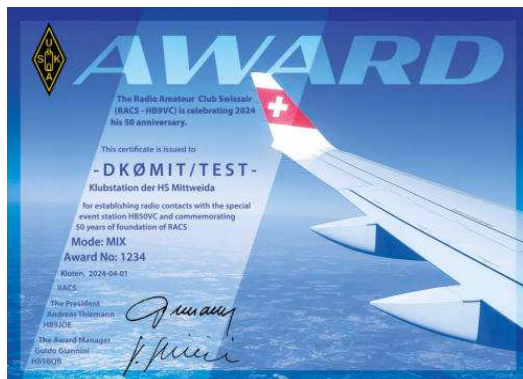 U
S K
A
AWARD
The Radio Amateur Club Swissair
(RACS - HB9VC) is celebrating 2024
his 50 anniversary.
This certificate is issued to
-DKØMIT/TEST-
Klubstation der HS Mittweida
for establishing radio contacts with the special
event station HB50VC and commemorating
50 years of foundation of RACS
Mode: MIX
Award No: 1234
Kloten, 2024-04-01
RACS
The President
Andreas Thiemann
HB9JOE
The Award Manager
Guido Giannini
HB9BQB